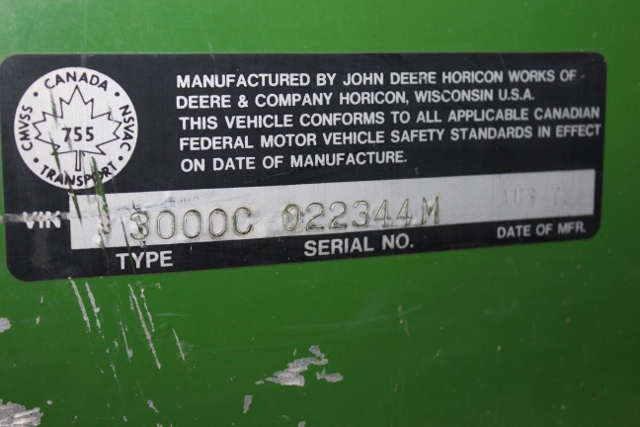 CANADA
CMVSS 755 NSVAC
TRANSPORT
MANUFACTURED BY JOHN DEERE HORICON WORKS OF
DEERE & COMPANY HORICON, WISCONSIN U.S.A.
THIS VEHICLE CONFORMS TO ALL APPLICABLE CANADIAN
FEDERAL MOTOR VEHICLE SAFETY STANDARDS IN EFFECT
ON DATE OF MANUFACTURE.
VIN 3000C 022344M
TYPE SERIAL NO. DATE OF MFR.